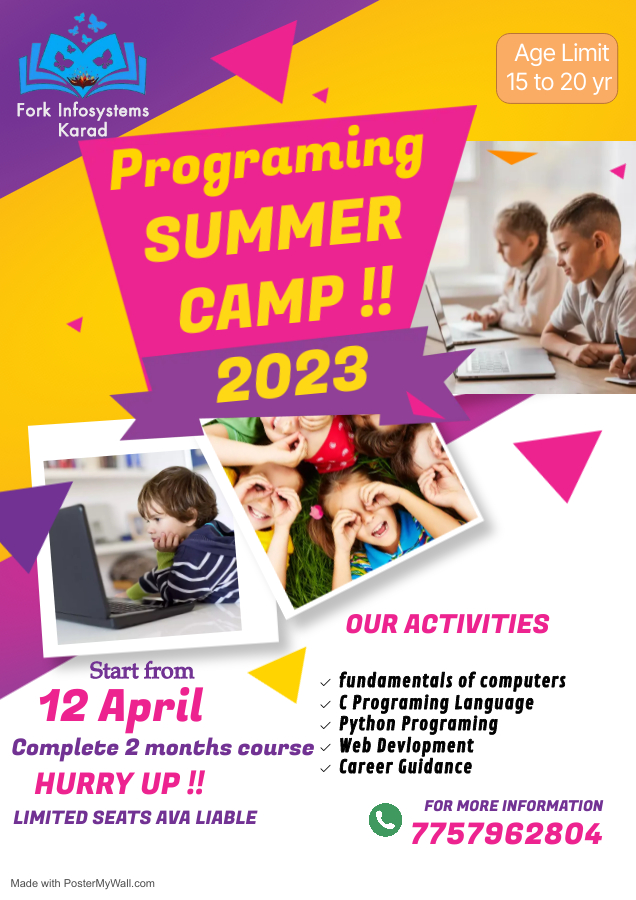 Fork Infosystems
Karad
Age Limit
15 to 20 yr
Programing
SUMMER
CAMP !!
2023
OUR ACTIVITIES
Start from
12 April
Complete 2 months course
HURRY UP !!
LIMITED SEATS AVA LIABLE
fundamentals of computers
C Programing Language
Python Programing
Web Devlopment
Career Guidance
FOR MORE INFORMATION
7757962804
Made with PosterMyWall.com